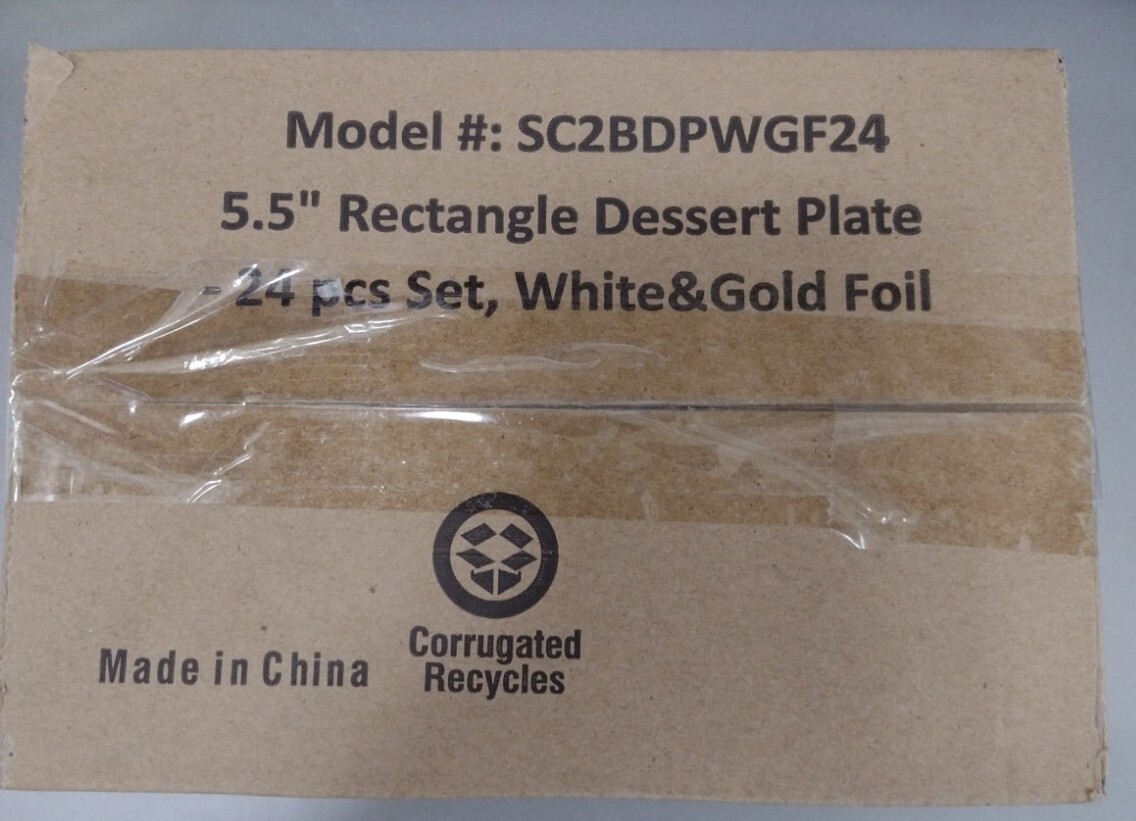 Model #: SC2BDPWGF24
5.5" Rectangle Dessert Plate
- 24 pcs Set, White&Gold Foil
Made in China
Corrugated
Recycles